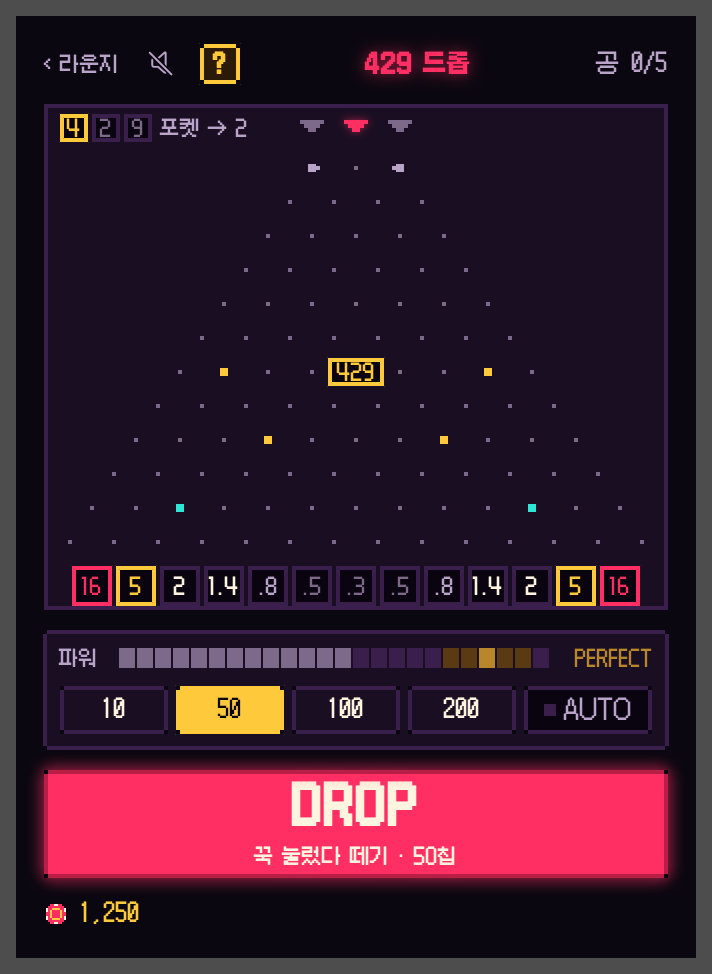 < 라운지 ? 429 드롭 공 0/5
4 2 9 포켓 → 2
429
16 5 2 1.4 .8 .5 .3 .5 .8 1.4 2 5 16
파워 PERFECT
10 50 100 200 AUTO
DROP
꾹 눌렀다 떼기 · 50칩
1,250